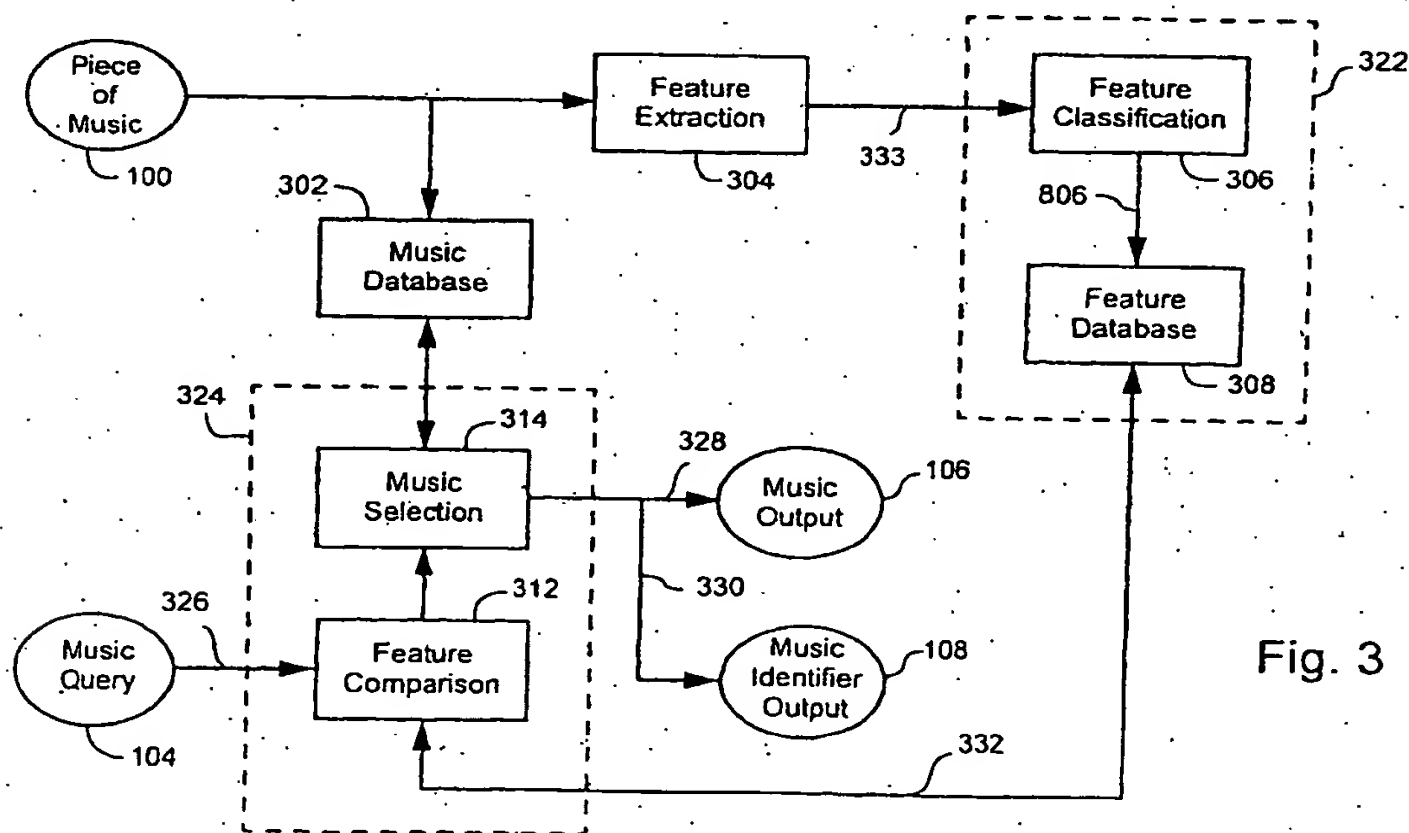 Piece
of
Music
100
302
Music
Database
Feature
Extraction
304
333
Feature
Classification
306
322
806
Feature
Database
308
324
314
Music
Selection
328
Music
Output
106
330
312
Feature
Comparison
326
Music
Query
104
Music
Identifier
Output
108
332
Fig. 3